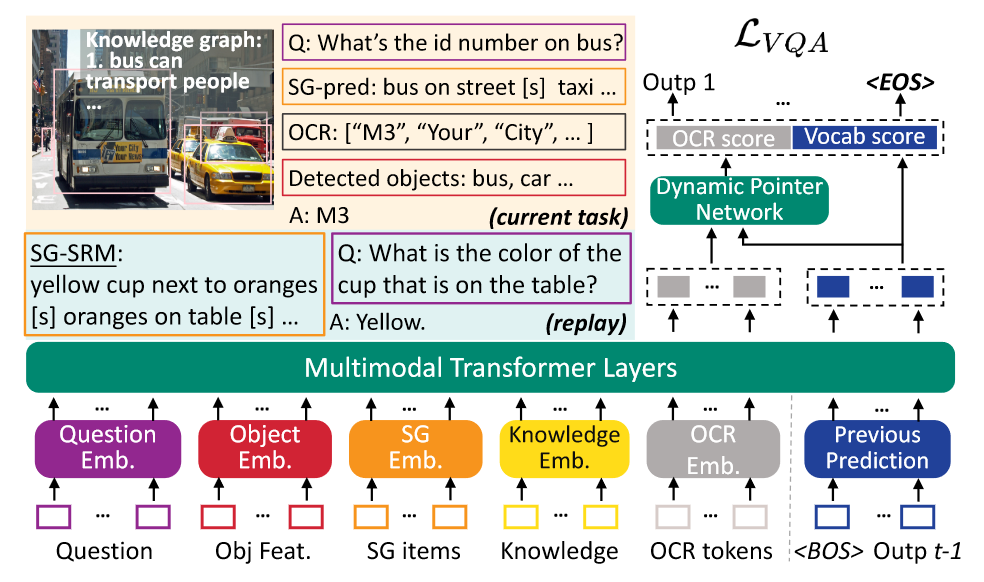 Knowledge graph:
1. bus can
transport people
...
Your City
Your News
Q: What's the id number on bus?
SG-pred: bus on street [s] taxi ...
OCR: [“M3”, “Your”, “City”, ... ]
Detected objects: bus, car ...
A: M3
(current task)
SG-SRM:
yellow cup next to oranges
[s] oranges on table [s] ...
Q: What is the color of the
cup that is on the table?
A: Yellow.
(replay)
ℒVQA
Outp 1
...
<EOS>
OCR score
Vocab score
Dynamic Pointer
Network
...
...
Multimodal Transformer Layers
... ... ... ... ... ...
Question
Emb.
Object
Emb.
SG
Emb.
Knowledge
Emb.
OCR
Emb.
Previous
Prediction
... ... ... ... ... ...
Question
Obj Feat.
SG items
Knowledge
OCR tokens
<BOS> Outp t-1